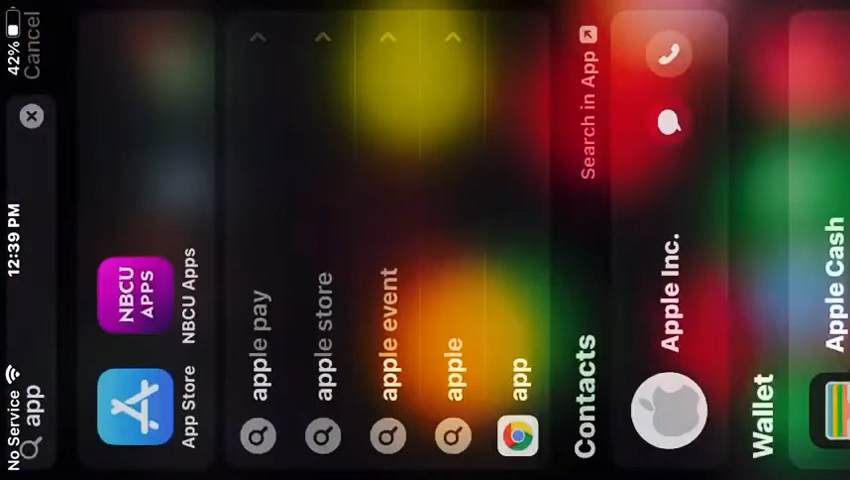 No Service 12:39 PM 42%
app Cancel
NBCU
APPS
App Store NBCU Apps
apple pay
apple store
apple event
apple
app
Contacts Search in App
Apple Inc.
Wallet
Apple Cash